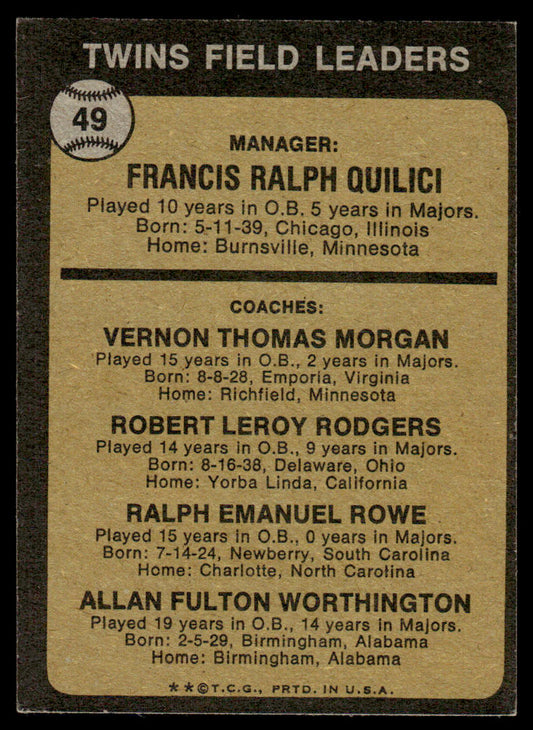 TWINS FIELD LEADERS
49
MANAGER:
FRANCIS RALPH QUILICI
Played 10 years in O.B. 5 years in Majors.
Born: 5-11-39, Chicago, Illinois
Home: Burnsville, Minnesota
COACHES:
VERNON THOMAS MORGAN
Played 15 years in O.B., 2 years in Majors.
Born: 8-8-28, Emporia, Virginia
Home: Richfield, Minnesota
ROBERT LEROY RODGERS
Played 14 years in O.B., 9 years in Majors.
Born: 8-16-38, Delaware, Ohio
Home: Yorba Linda, California
RALPH EMANUEL ROWE
Played 15 years in O.B., 0 years in Majors.
Born: 7-14-24, Newberry, South Carolina
Home: Charlotte, North Carolina
ALLAN FULTON WORTHINGTON
Played 19 years in O.B., 14 years in Majors.
Born: 2-5-29, Birmingham, Alabama
Home: Birmingham, Alabama
**©T.C.G., PRTD. IN U.S.A.